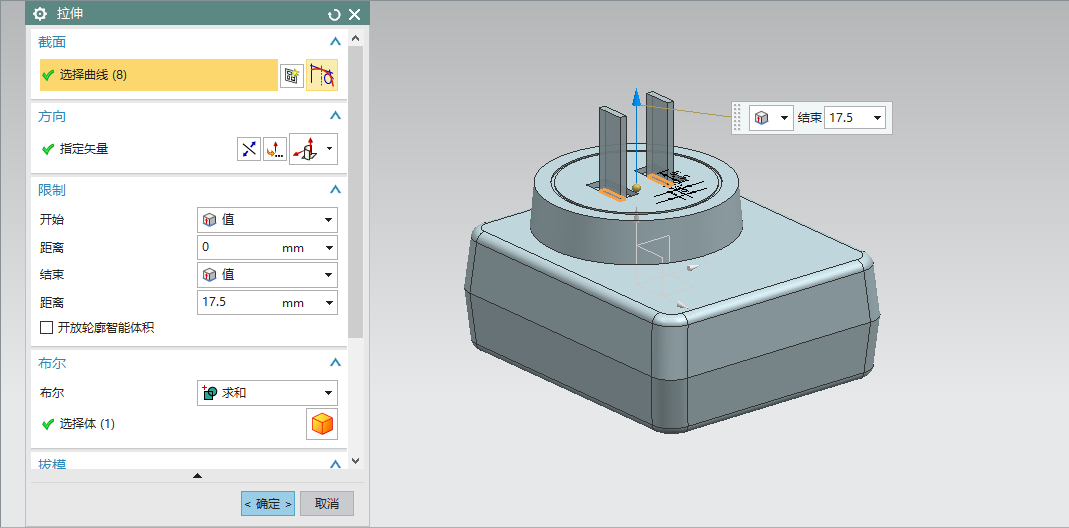 拉伸
截面
选择曲线 (8)
方向
指定矢量
限制
开始
值
距离
0 mm
结束
值
距离
17.5 mm
开放轮廓智能体积
布尔
布尔
求和
选择体 (1)
拔模
< 确定 >
取消
结束 17.5